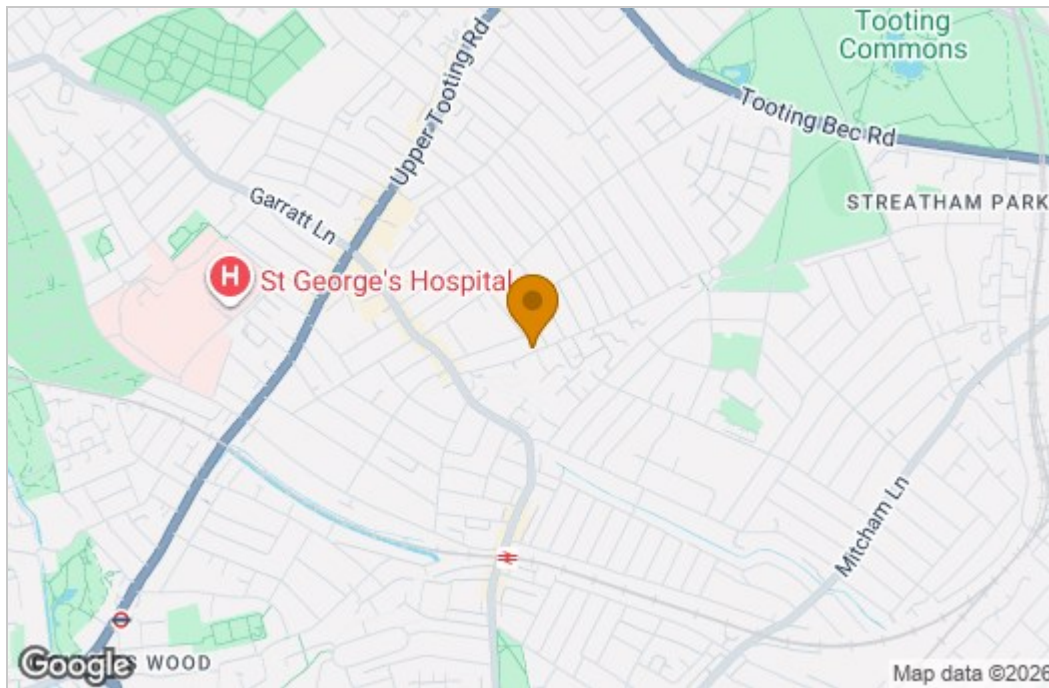 Tooting
Commons
Upper Tooting Rd
Tooting Bec Rd
Garratt Ln
STREATHAM PARK
H
St George's Hospital
Mitcham Ln
S WOOD
Google
Map data ©2026